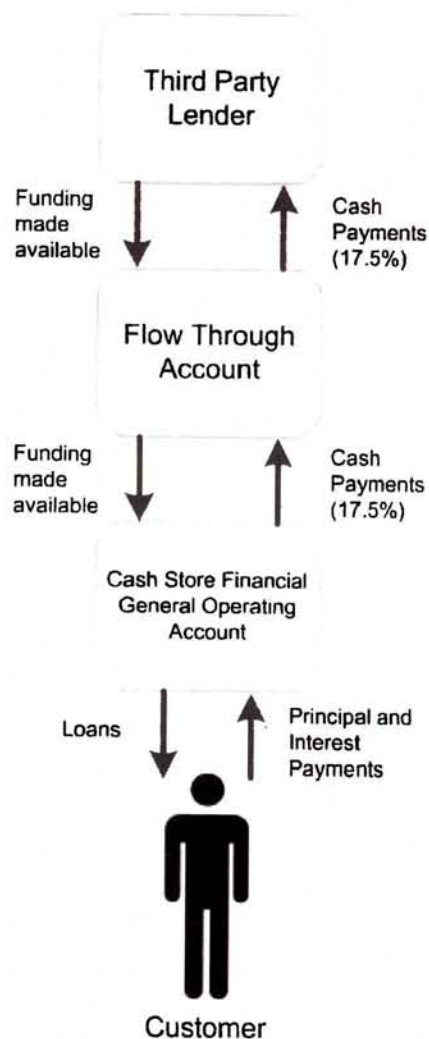 Third Party
Lender
Funding
made
available
Cash
Payments
(17.5%)
Flow Through
Account
Funding
made
available
Cash
Payments
(17.5%)
Cash Store Financial
General Operating
Account
Loans
Principal and
Interest
Payments
Customer